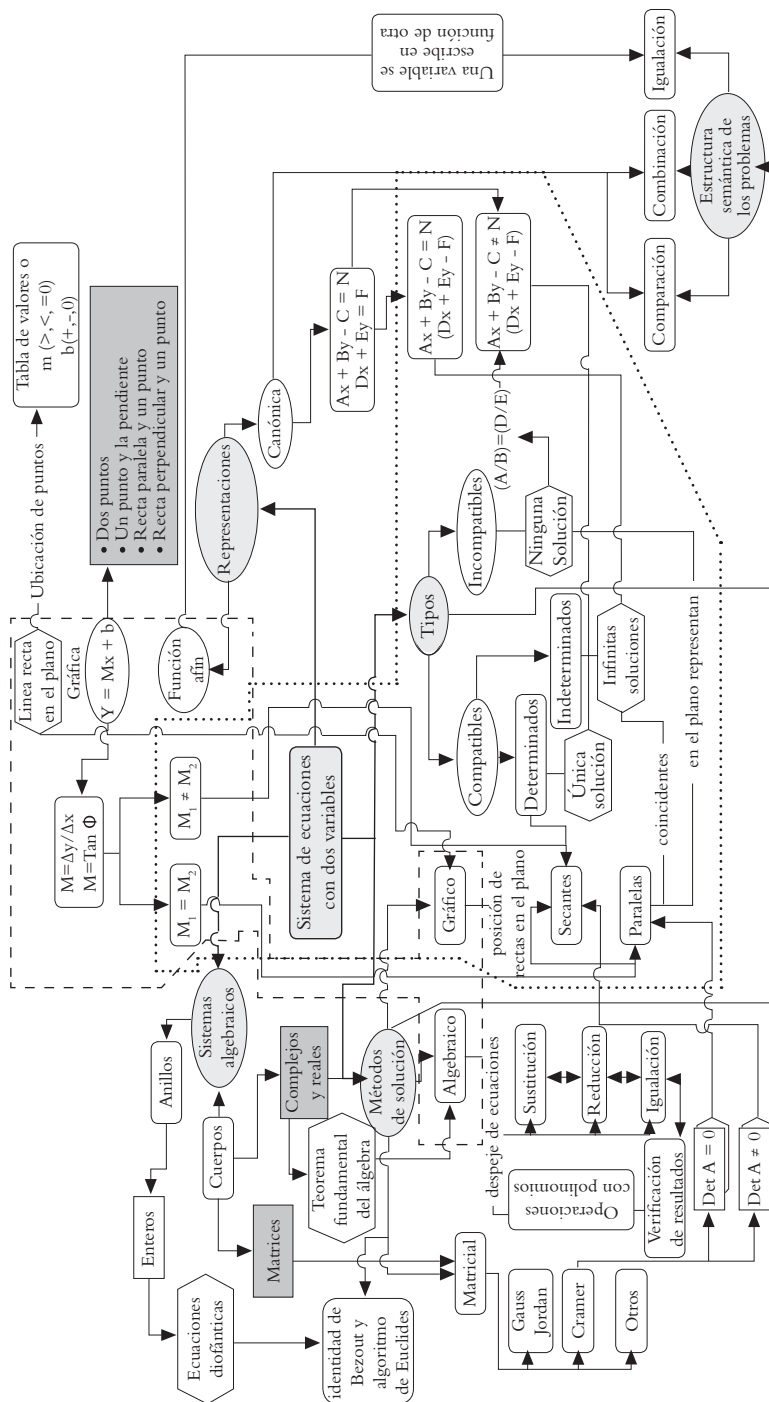 Ecuaciones
diofánticas
Enteros
Anillos
identidad de
Bezout y
algoritmo
de Euclides
Cuerpos
Sistemas
algebraicos
Matrices
Complejos
y reales
Teorema
fundamental
del álgebra
Métodos
de solución
Matricial
Gauss
Jordan
Cramer
Otros
Algebraico
Gráfico
despeje de ecuaciones
Operaciones
con polinomios
Sustitución
Reducción
Igualación
Verificación
de resultados
Det A = 0
Det A ≠ 0
M=Δy/Δx
M=Tan Φ
M₁ = M₂
M₁ ≠ M₂
Linea recta
en el plano
Gráfica
Y = Mx + b
Ubicación de puntos
Tabla de valores o
m (>, <, =0)
b(+,-,0)
• Dos puntos
• Un punto y la pendiente
• Recta paralela y un punto
• Recta perpendicular y un punto
Sistema de ecuaciones
con dos variables
Función
afín
Representaciones
Canónica
Ax + By - C = N
Dx + Ey = F
Ax + By - C = N
(Dx + Ey - F)
Ax + By - C ≠ N
(Dx + Ey - F)
(A/B)=(D/E)
Tipos
Compatibles
Incompatibles
Determinados
Indeterminados
Única
solución
Infinitas
soluciones
Ninguna
Solución
posición de
rectas en el plano
Secantes
Paralelas
coincidentes
en el plano representan
Una variable se
escribe en
función de otra
Comparación
Combinación
Igualación
Estructura
semántica de
los problemas